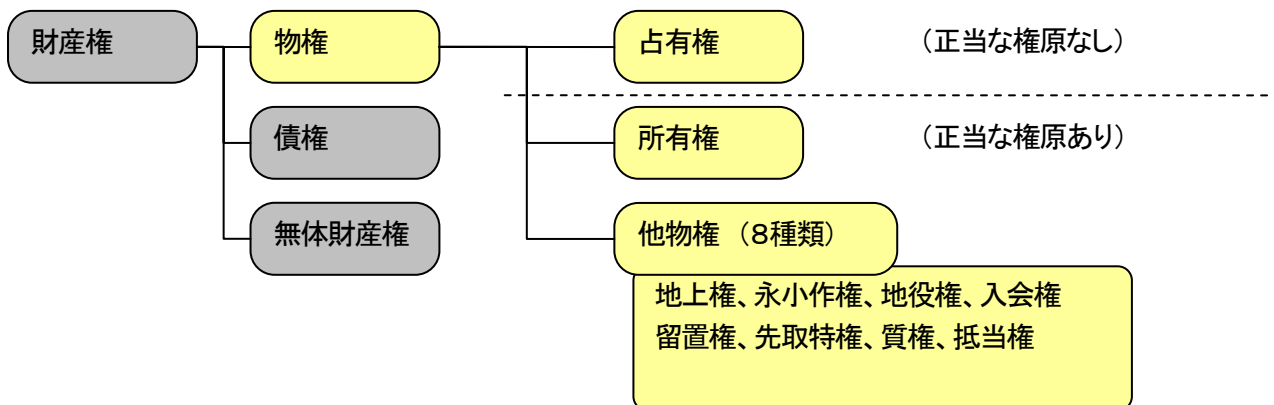 財産権
物権
占有権
（正当な権原なし）
債権
所有権
（正当な権原あり）
無体財産権
他物権 （8種類）
地上権、永小作権、地役権、入会権
留置権、先取特権、質権、抵当権